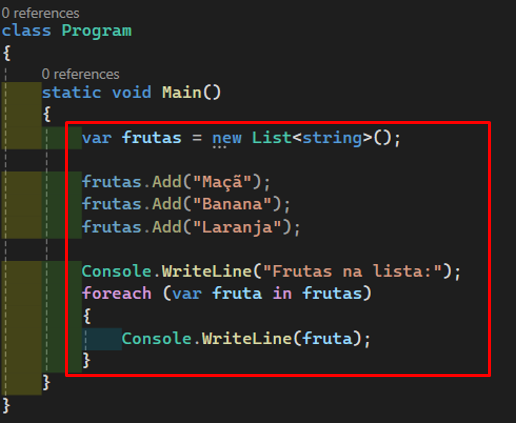 0 references
class Program
{
0 references
static void Main()
{
var frutas = new List<string>();
frutas.Add("Maçã");
frutas.Add("Banana");
frutas.Add("Laranja");
Console.WriteLine("Frutas na lista:");
foreach (var fruta in frutas)
{
Console.WriteLine(fruta);
}
}
}